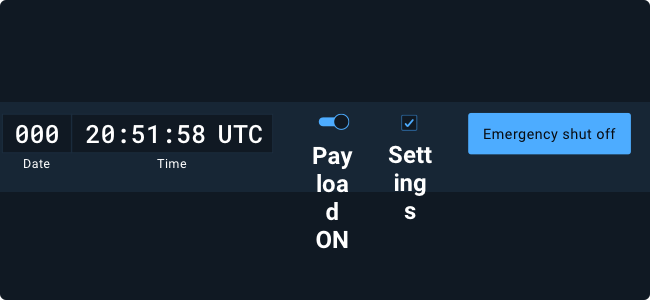 000 20:51:58 UTC
Date Time
Pay
loa
d
ON
Sett
ing
s
Emergency shut off